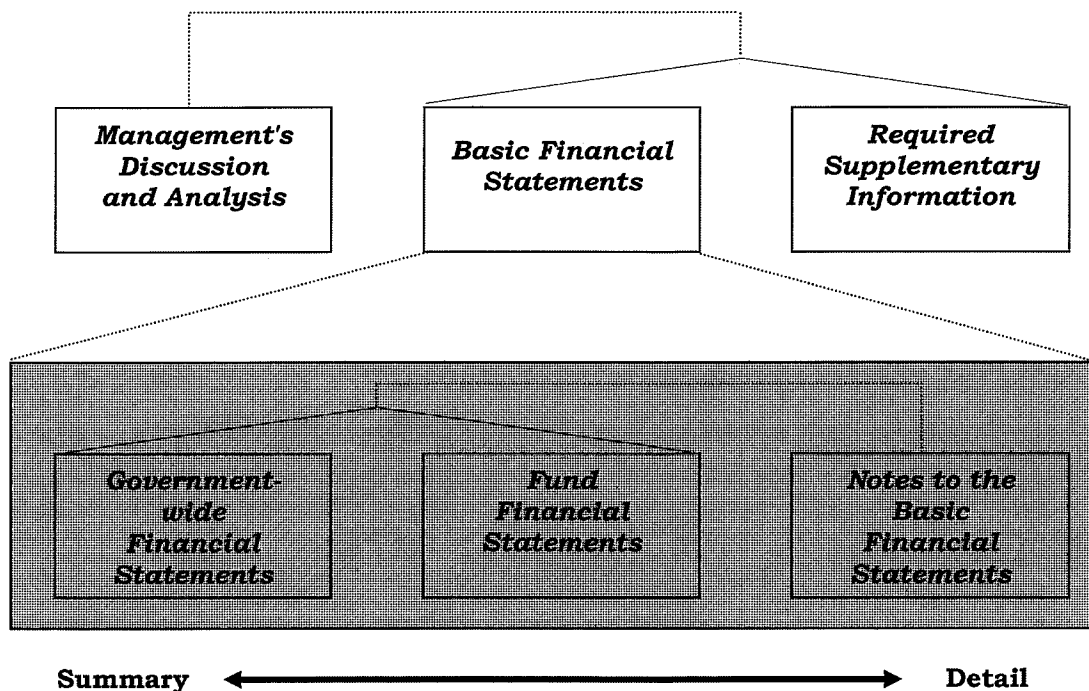 Management's
Discussion
and Analysis
Basic Financial
Statements
Required
Supplementary
Information
Government-
wide
Financial
Statements
Fund
Financial
Statements
Notes to the
Basic
Financial
Statements
Summary
Detail